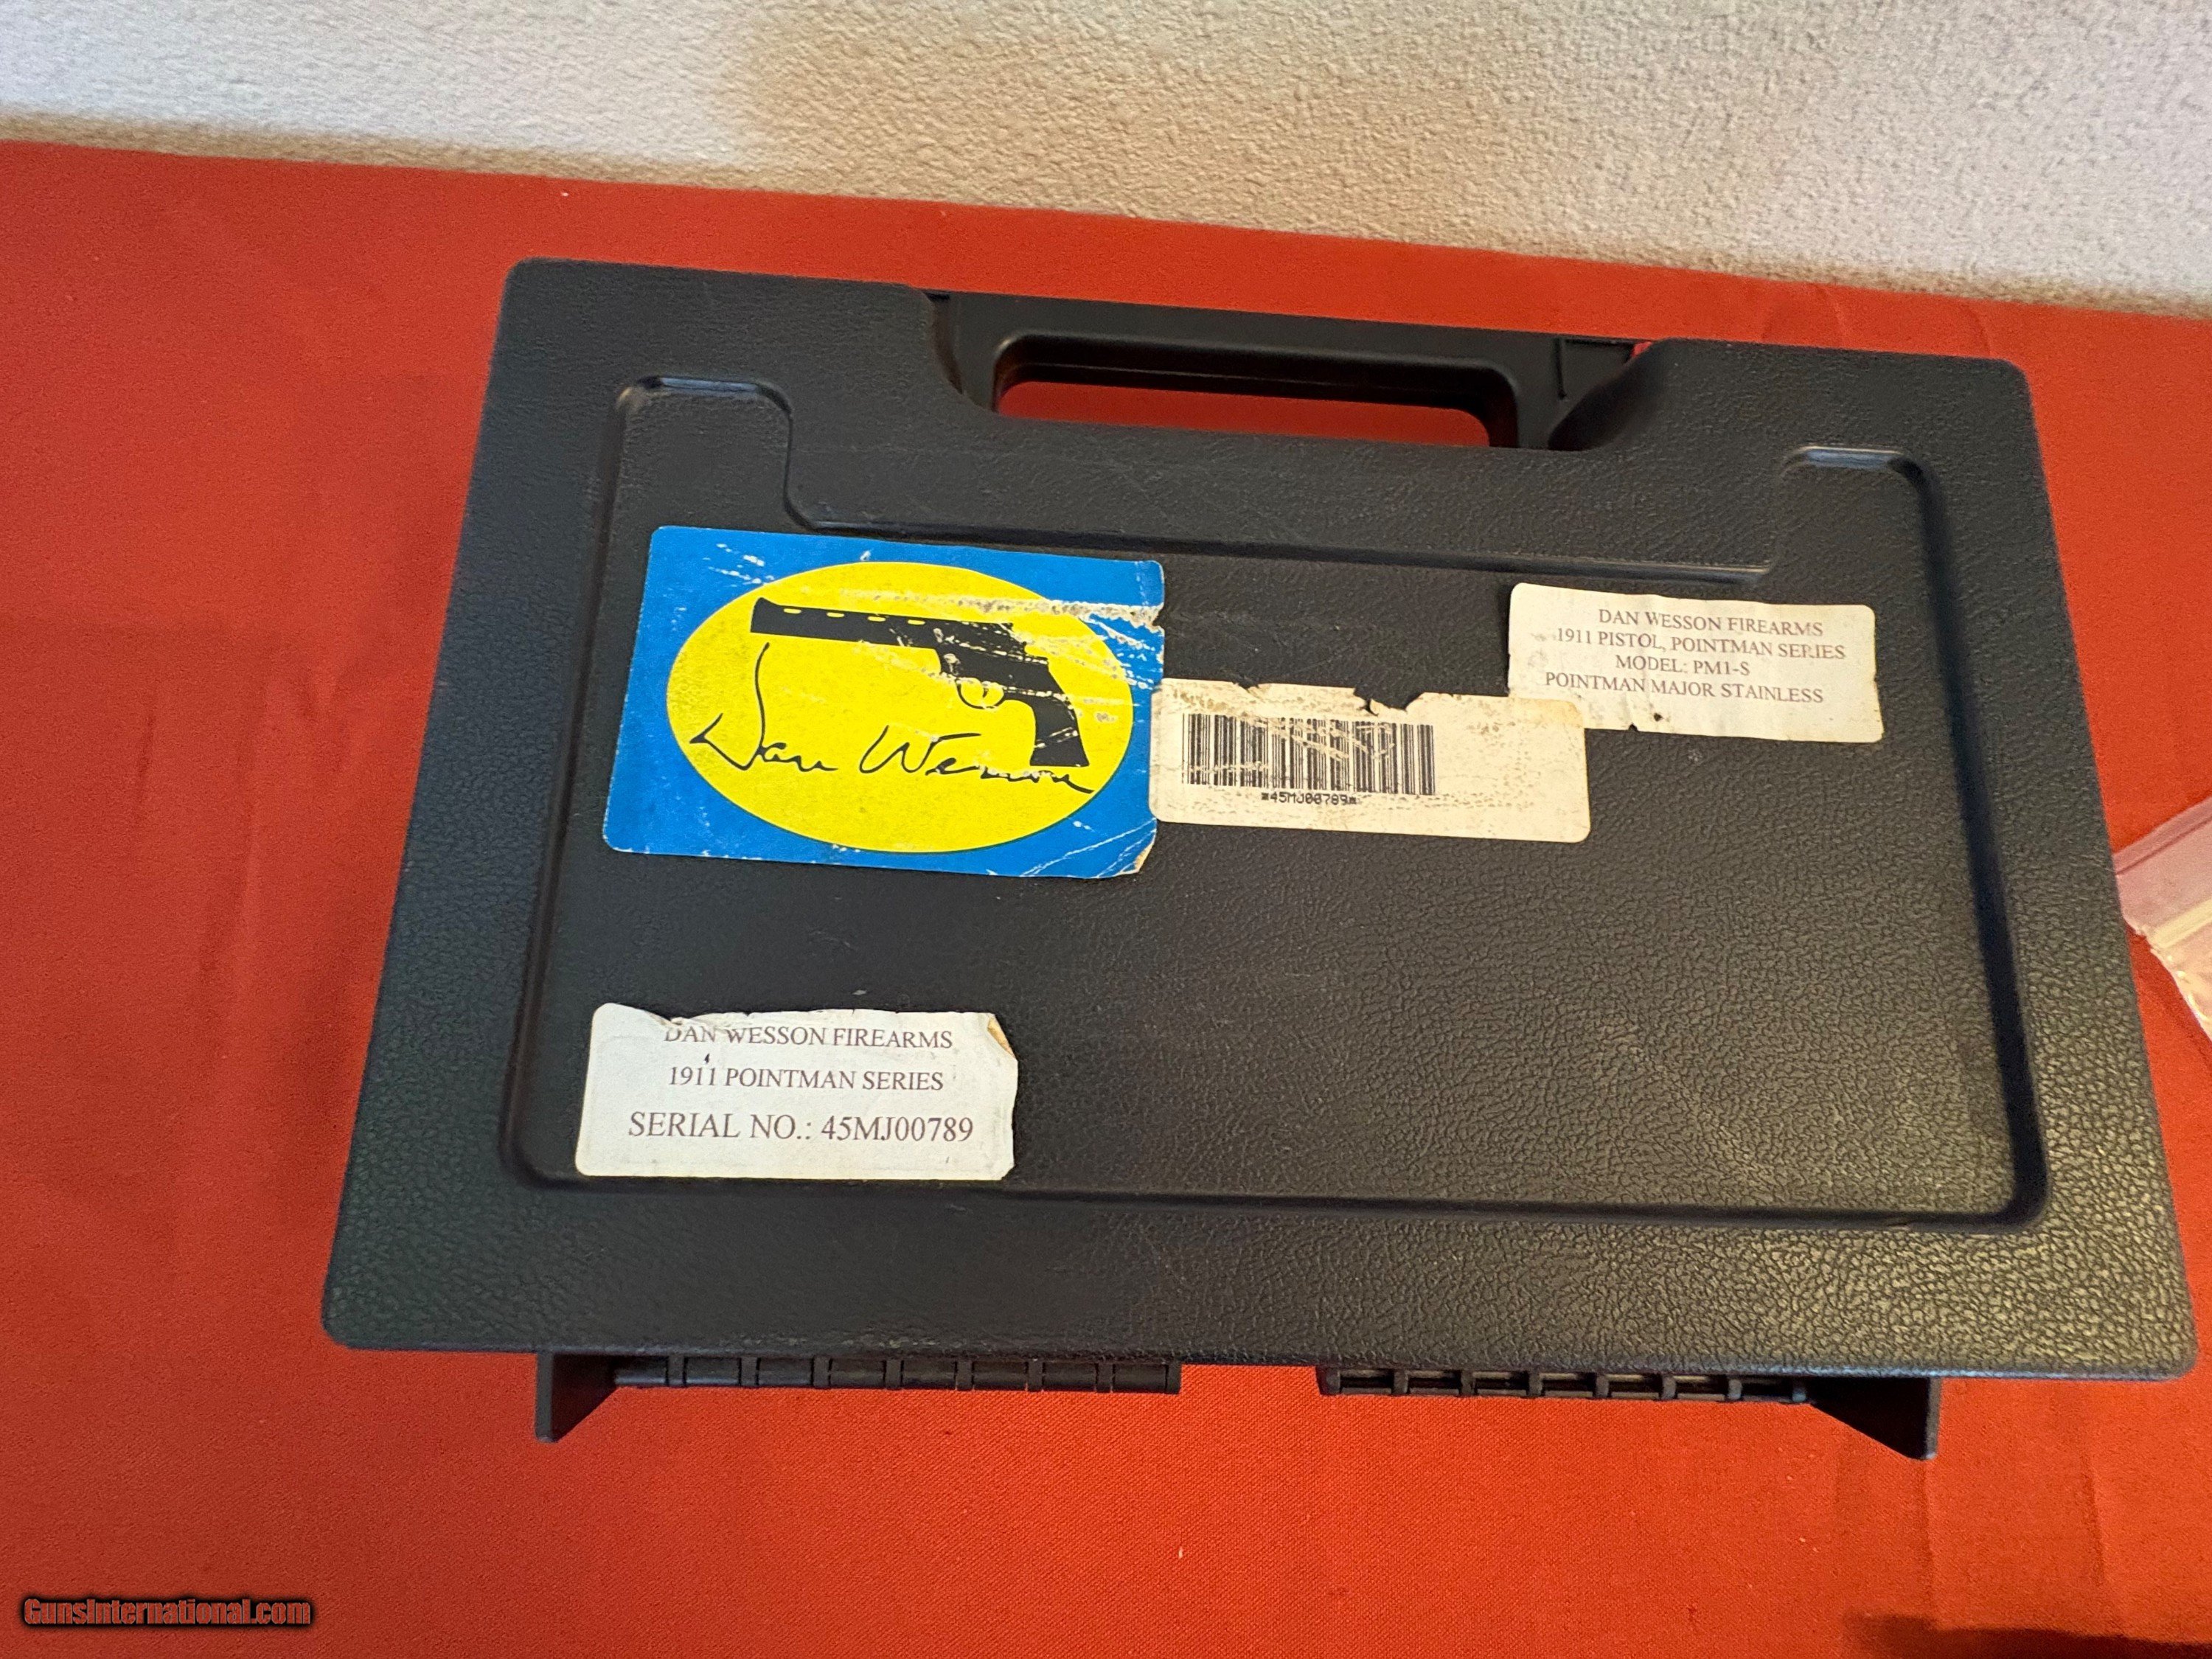 Dan Wesson
DAN WESSON FIREARMS
1911 PISTOL, POINTMAN SERIES
MODEL: PM1-S
POINTMAN MAJOR STAINLESS
*45MJ00789*
DAN WESSON FIREARMS
1911 POINTMAN SERIES
SERIAL NO.: 45MJ00789
GunsInternational.com